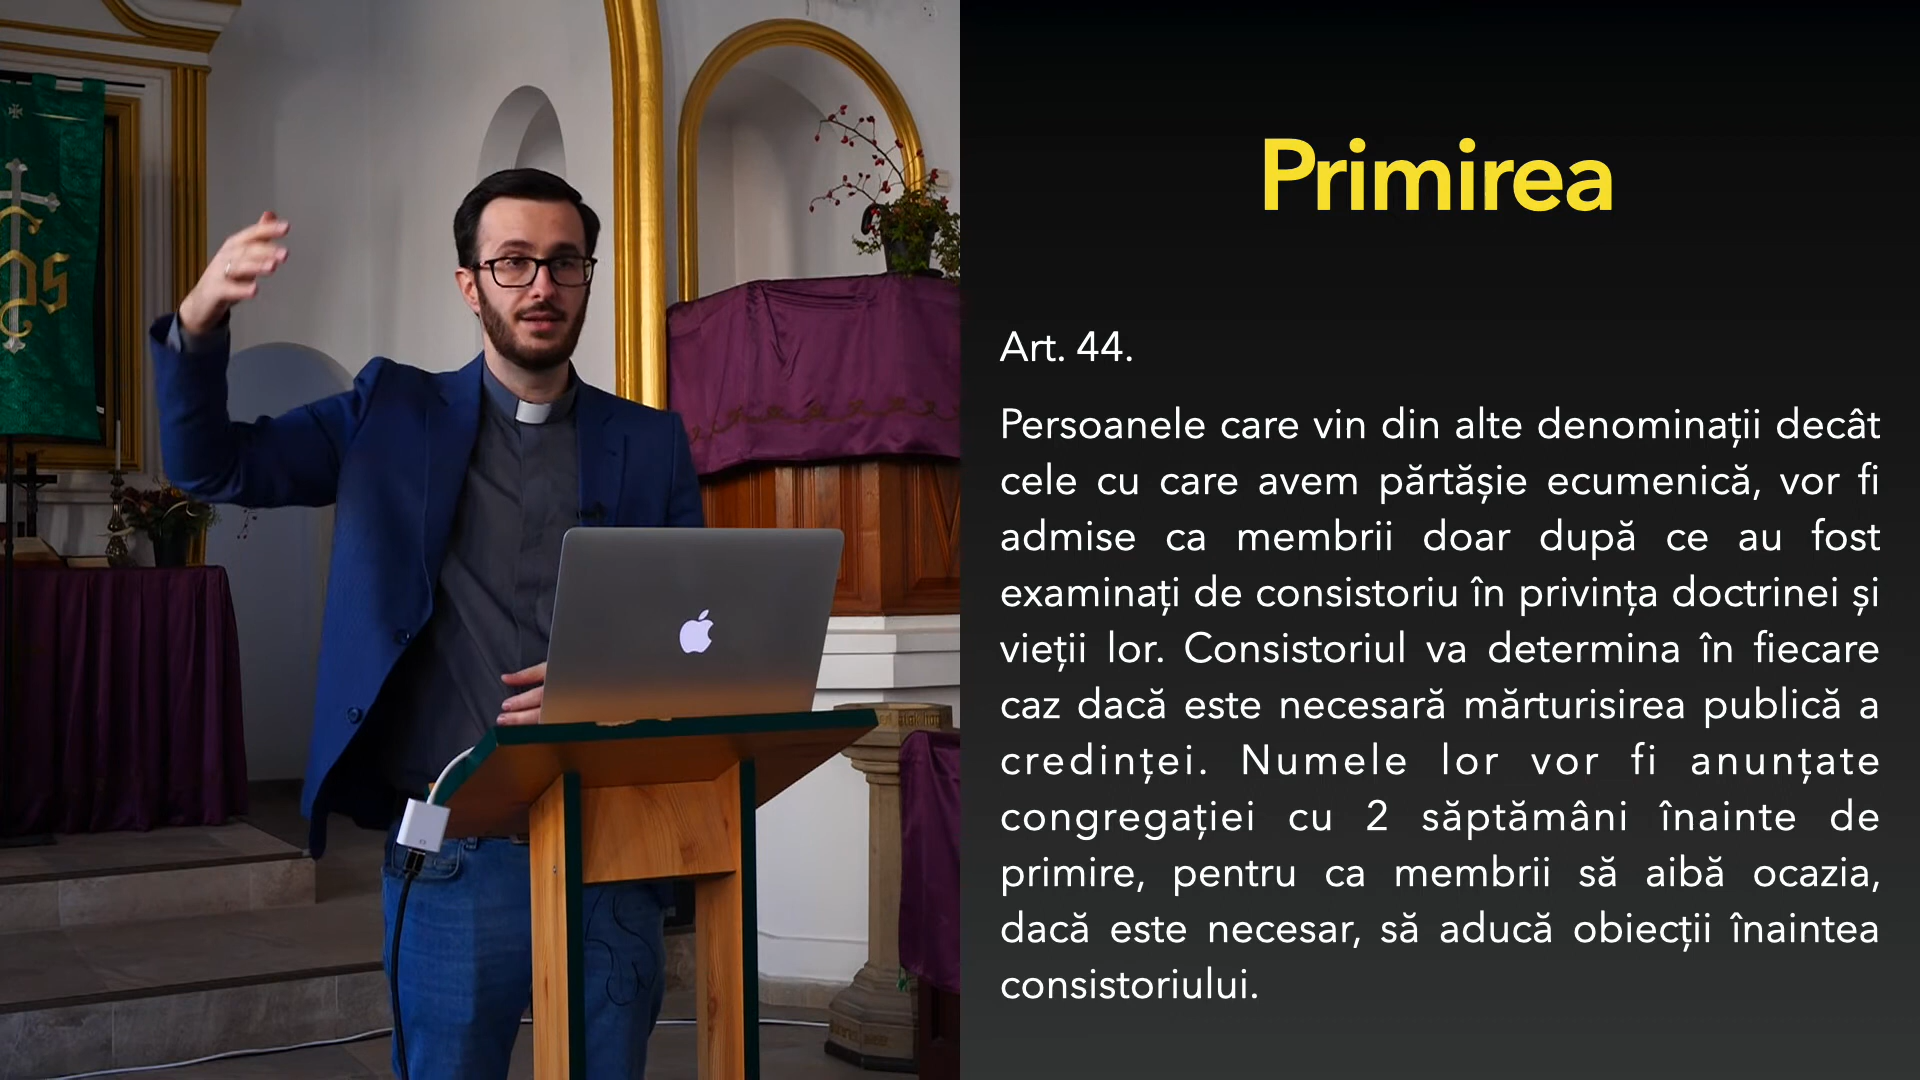 Primirea
Art. 44.
Persoanele care vin din alte denominații decât
cele cu care avem părtășie ecumenică, vor fi
admise ca membrii doar după ce au fost
examinați de consistoriu în privința doctrinei și
vieții lor. Consistoriul va determina în fiecare
caz dacă este necesară mărturisirea publică a
credinței. Numele lor vor fi anunțate
congregației cu 2 săptămâni înainte de
primire, pentru ca membrii să aibă ocazia,
dacă este necesar, să aducă obiecții înaintea
consistoriului.